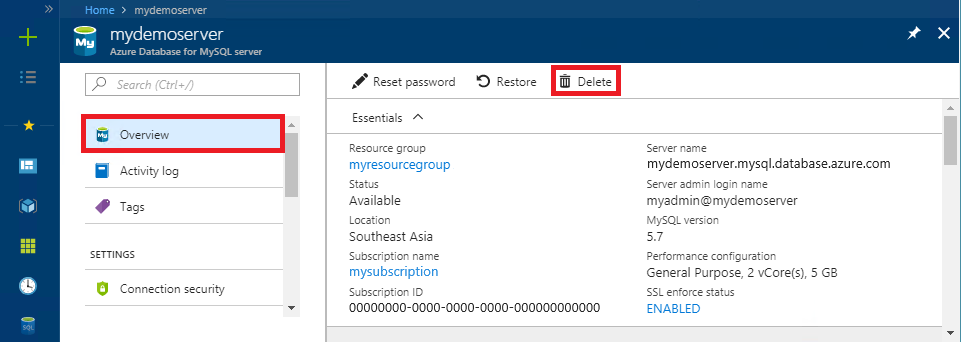 Home > mydemoserver
mydemoserver
Azure Database for MySQL server
Search (Ctrl+/)
Overview
Activity log
Tags
SETTINGS
Connection security
Reset password Restore Delete
Essentials
Resource group
myresourcegroup
Status
Available
Location
Southeast Asia
Subscription name
mysubscription
Subscription ID
00000000-0000-0000-0000-000000000000
Server name
mydemoserver.mysql.database.azure.com
Server admin login name
myadmin@mydemoserver
MySQL version
5.7
Performance configuration
General Purpose, 2 vCore(s), 5 GB
SSL enforce status
ENABLED
My
My
SQL